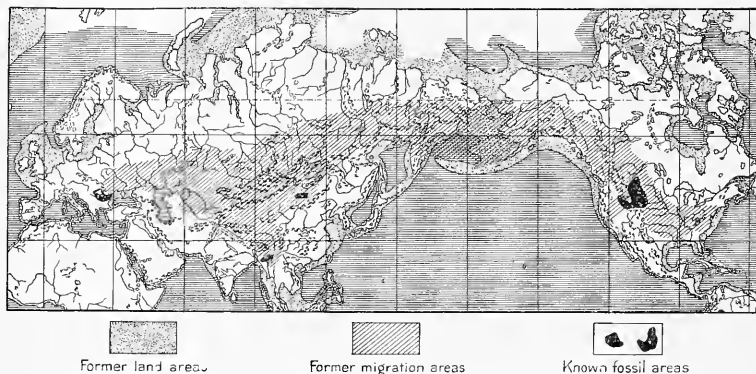 Former land areas
Former migration areas
Known fossil areas